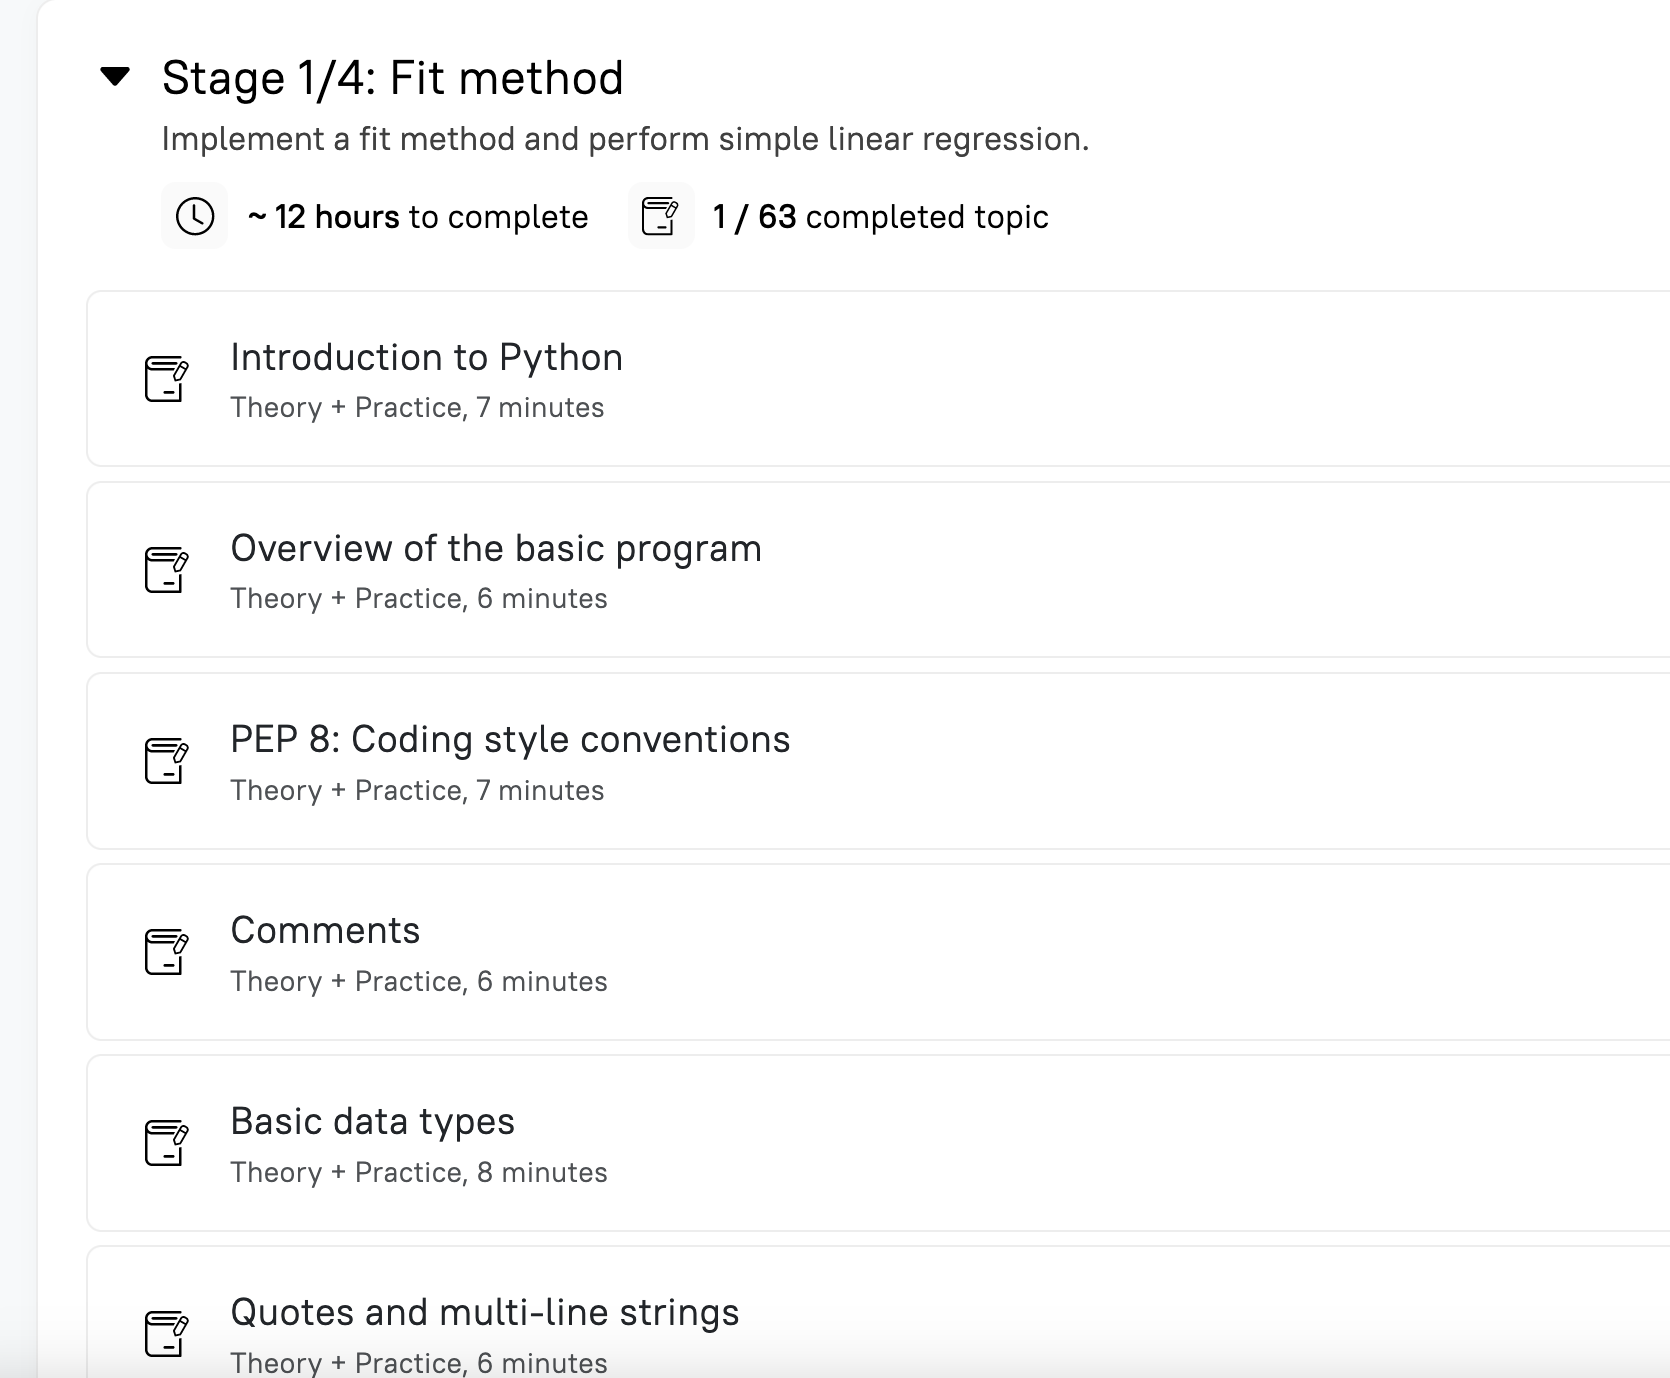 Stage 1/4: Fit method
Implement a fit method and perform simple linear regression.
~ 12 hours to complete
1 / 63 completed topic
Introduction to Python
Theory + Practice, 7 minutes
Overview of the basic program
Theory + Practice, 6 minutes
PEP 8: Coding style conventions
Theory + Practice, 7 minutes
Comments
Theory + Practice, 6 minutes
Basic data types
Theory + Practice, 8 minutes
Quotes and multi-line strings
Theory + Practice, 6 minutes